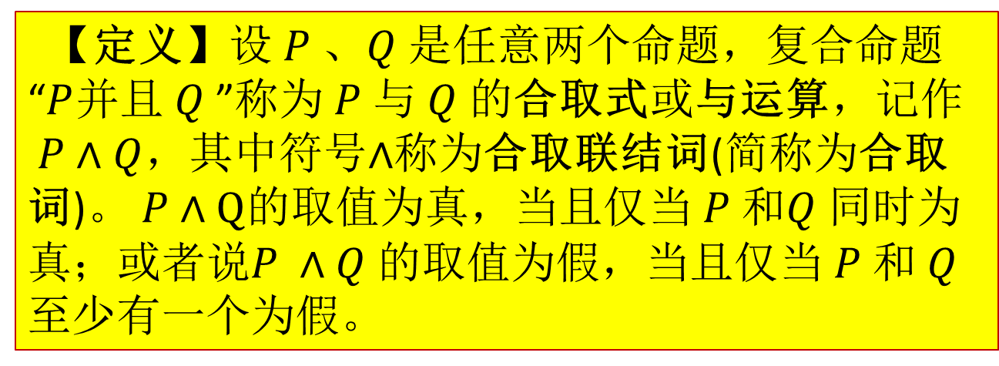 【定义】设 P 、Q 是任意两个命题，复合命题
“P并且 Q ”称为 P 与 Q 的合取式或与运算，记作
P ∧ Q，其中符号∧称为合取联结词(简称为合取
词)。 P ∧ Q的取值为真，当且仅当 P 和Q 同时为
真；或者说P ∧ Q 的取值为假，当且仅当 P 和 Q
至少有一个为假。